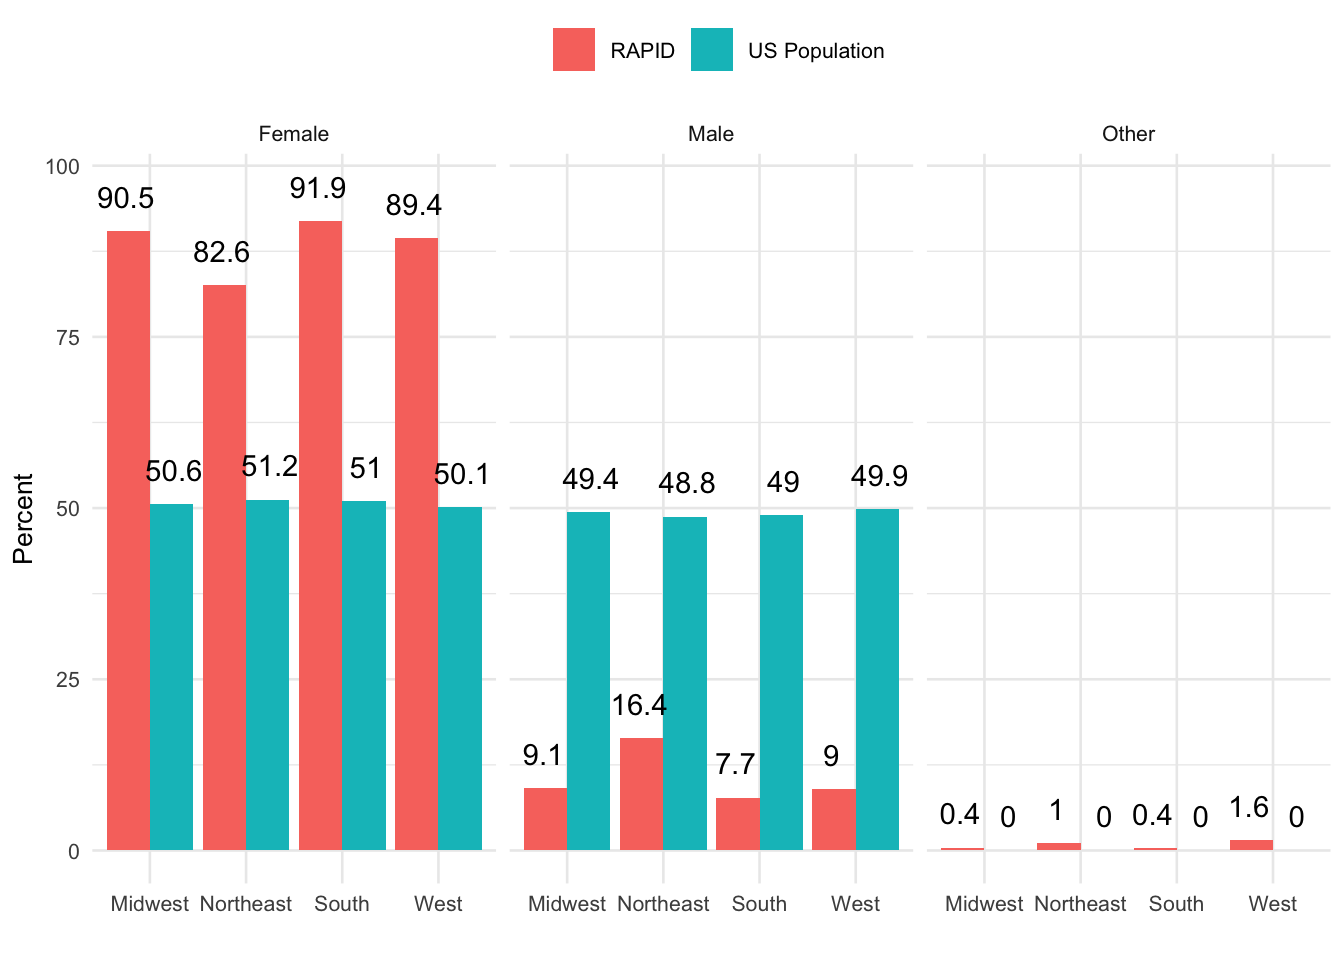 RAPID US Population
Female Male Other
100
90.5 82.6 91.9 89.4
75
50.6 51.2 51 50.1
49.4 48.8 49 49.9
Percent
50
25
9.1 16.4 7.7 9
0.4 0 1 0 0.4 0 1.6 0
0
Midwest Northeast South West Midwest Northeast South West Midwest Northeast South West